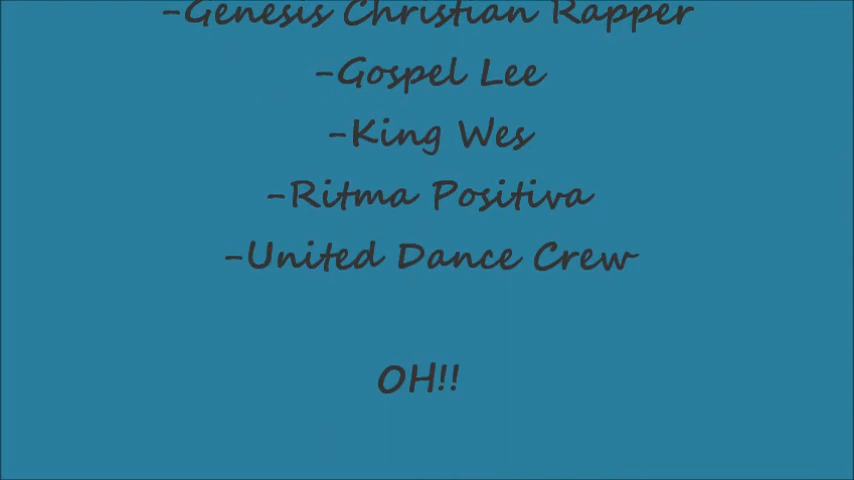 -Genesis Christian Rapper
-Gospel Lee
-King Wes
-Ritma Positiva
-United Dance Crew
OH!!